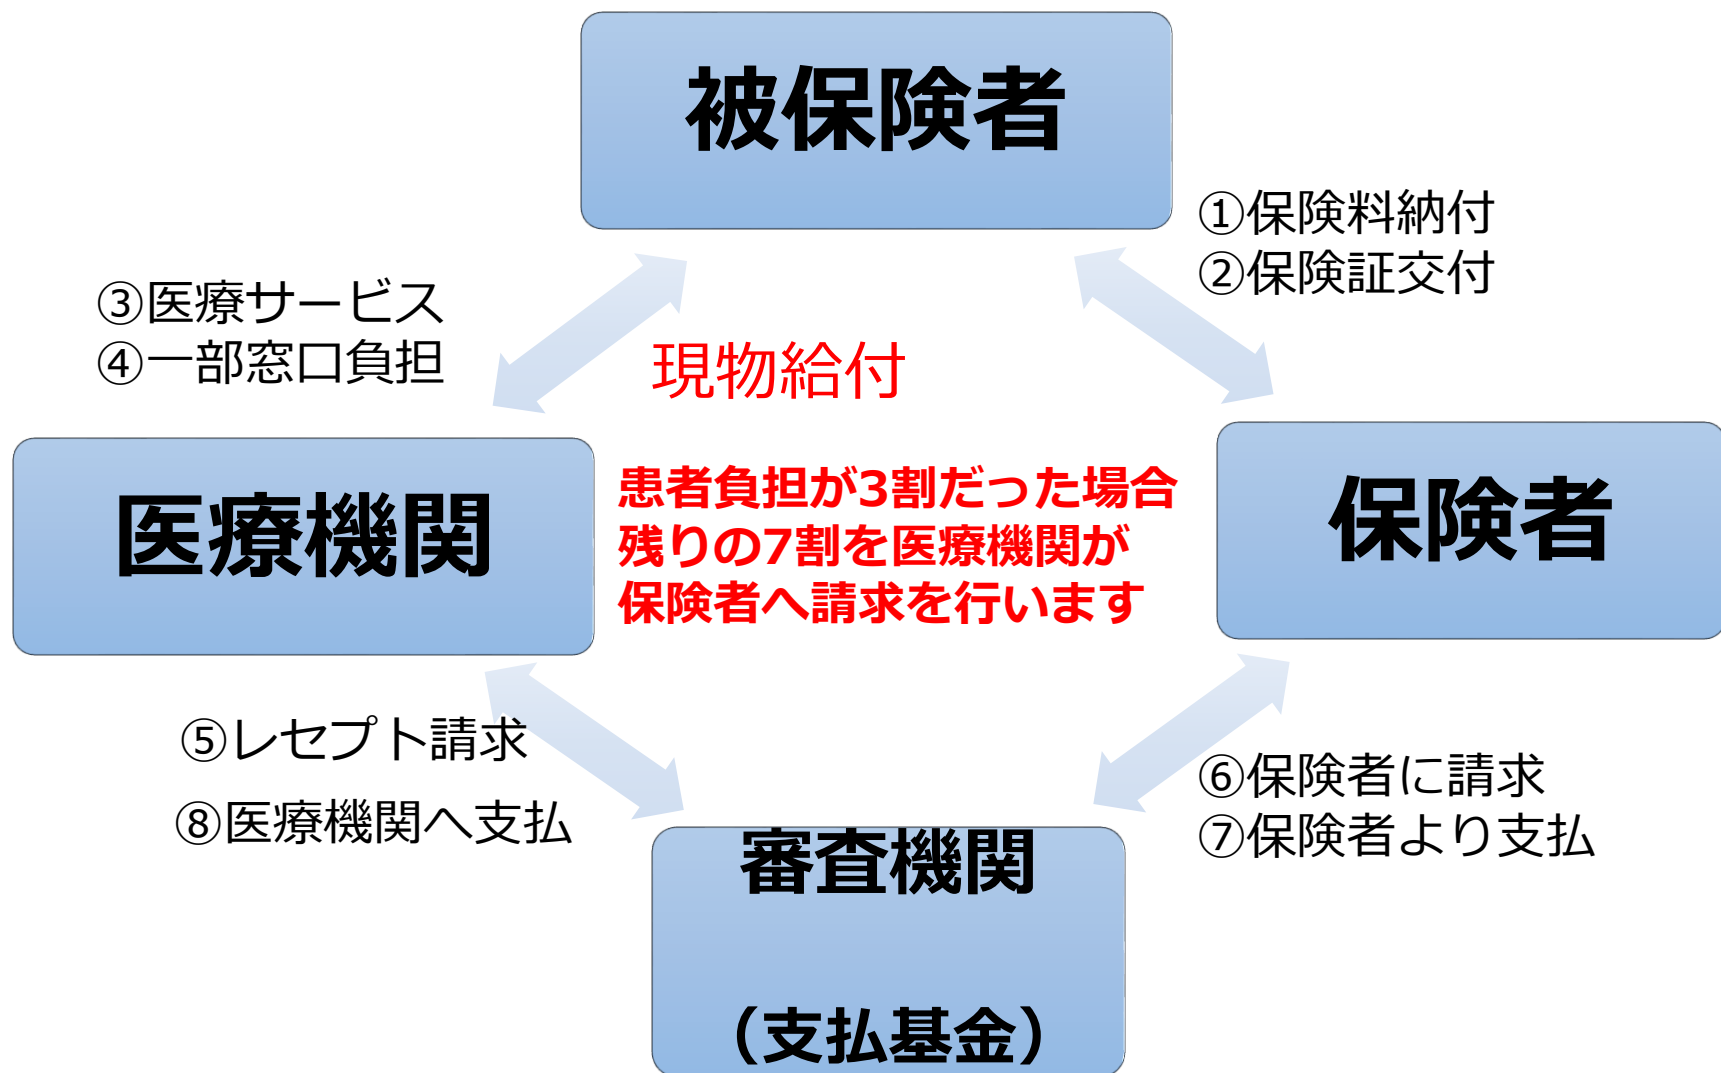 被保険者
①保険料納付
②保険証交付
③医療サービス
④一部窓口負担
現物給付
医療機関
患者負担が3割だった場合
残りの7割を医療機関が
保険者へ請求を行います
保険者
⑤レセプト請求
⑧医療機関へ支払
⑥保険者に請求
⑦保険者より支払
審査機関
（支払基金）